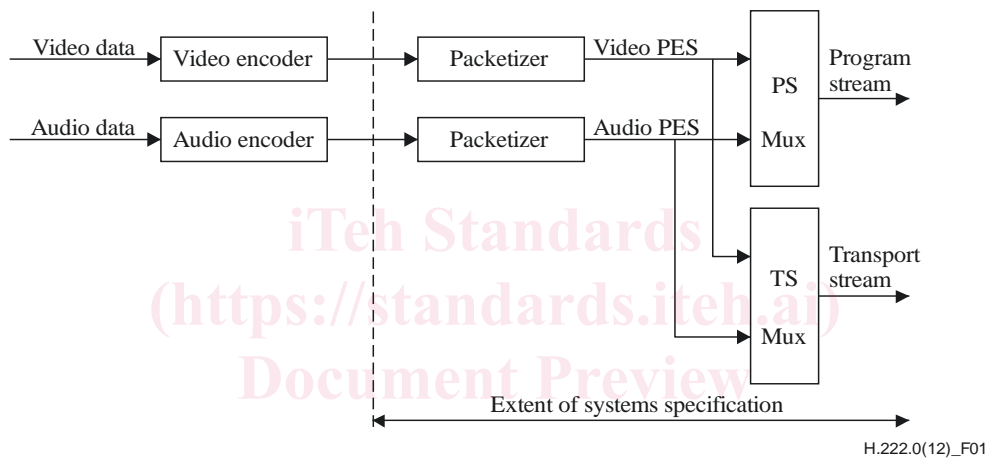 Video data
Video encoder
Packetizer
Video PES
PS
Mux
Program
stream
Audio data
Audio encoder
Packetizer
Audio PES
iTeh Standards
(https://standards.iteh.ai)
Document Preview
TS
Mux
Transport
stream
Extent of systems specification
H.222.0(12)_F01